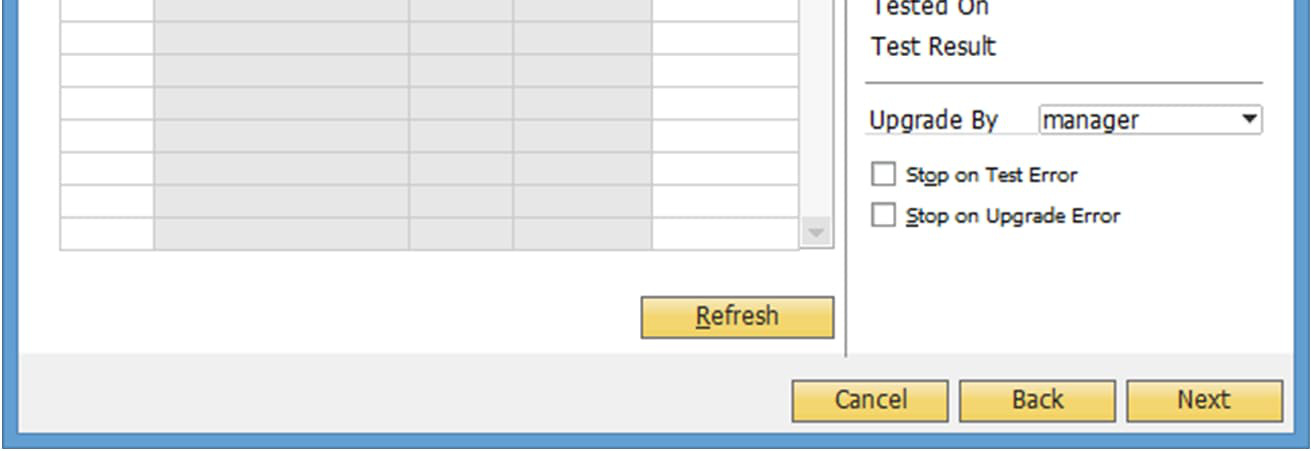 Tested On
Test Result
Upgrade By manager
Stop on Test Error
Stop on Upgrade Error
Refresh
Cancel Back Next